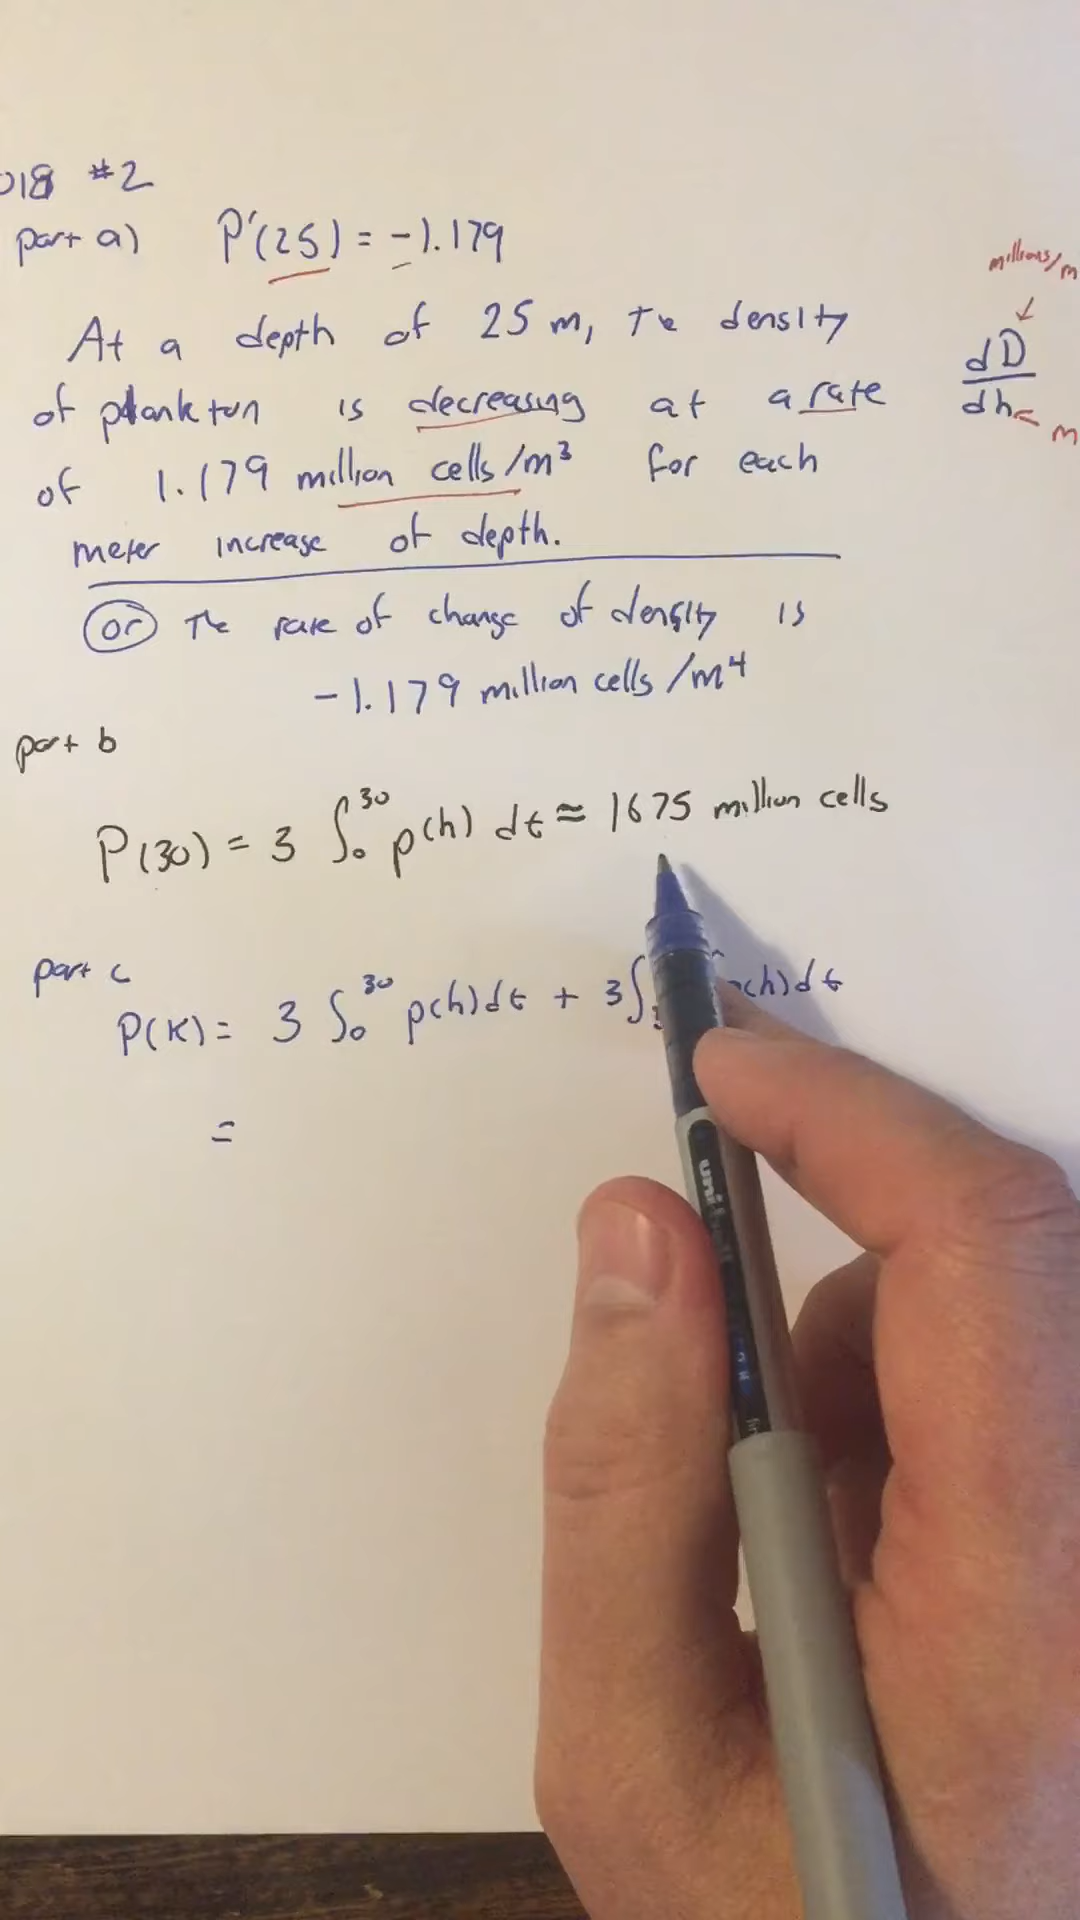 018 #2
part a) P'(25) = -1.179
At a depth of 25 m, the density
of plankton is decreasing at a rate
of 1.179 million cells/m³ for each
meter increase of depth.
or The rate of change of density is
-1.179 million cells/m⁴
millions/m
dD
dh < m
part b
P(30) = 3 ∫₀³⁰ p(h) dt ≈ 1675 million cells
part c
P(K) = 3 ∫₀³⁰ p(h)dt + 3∫ p(h)dt
=
uni